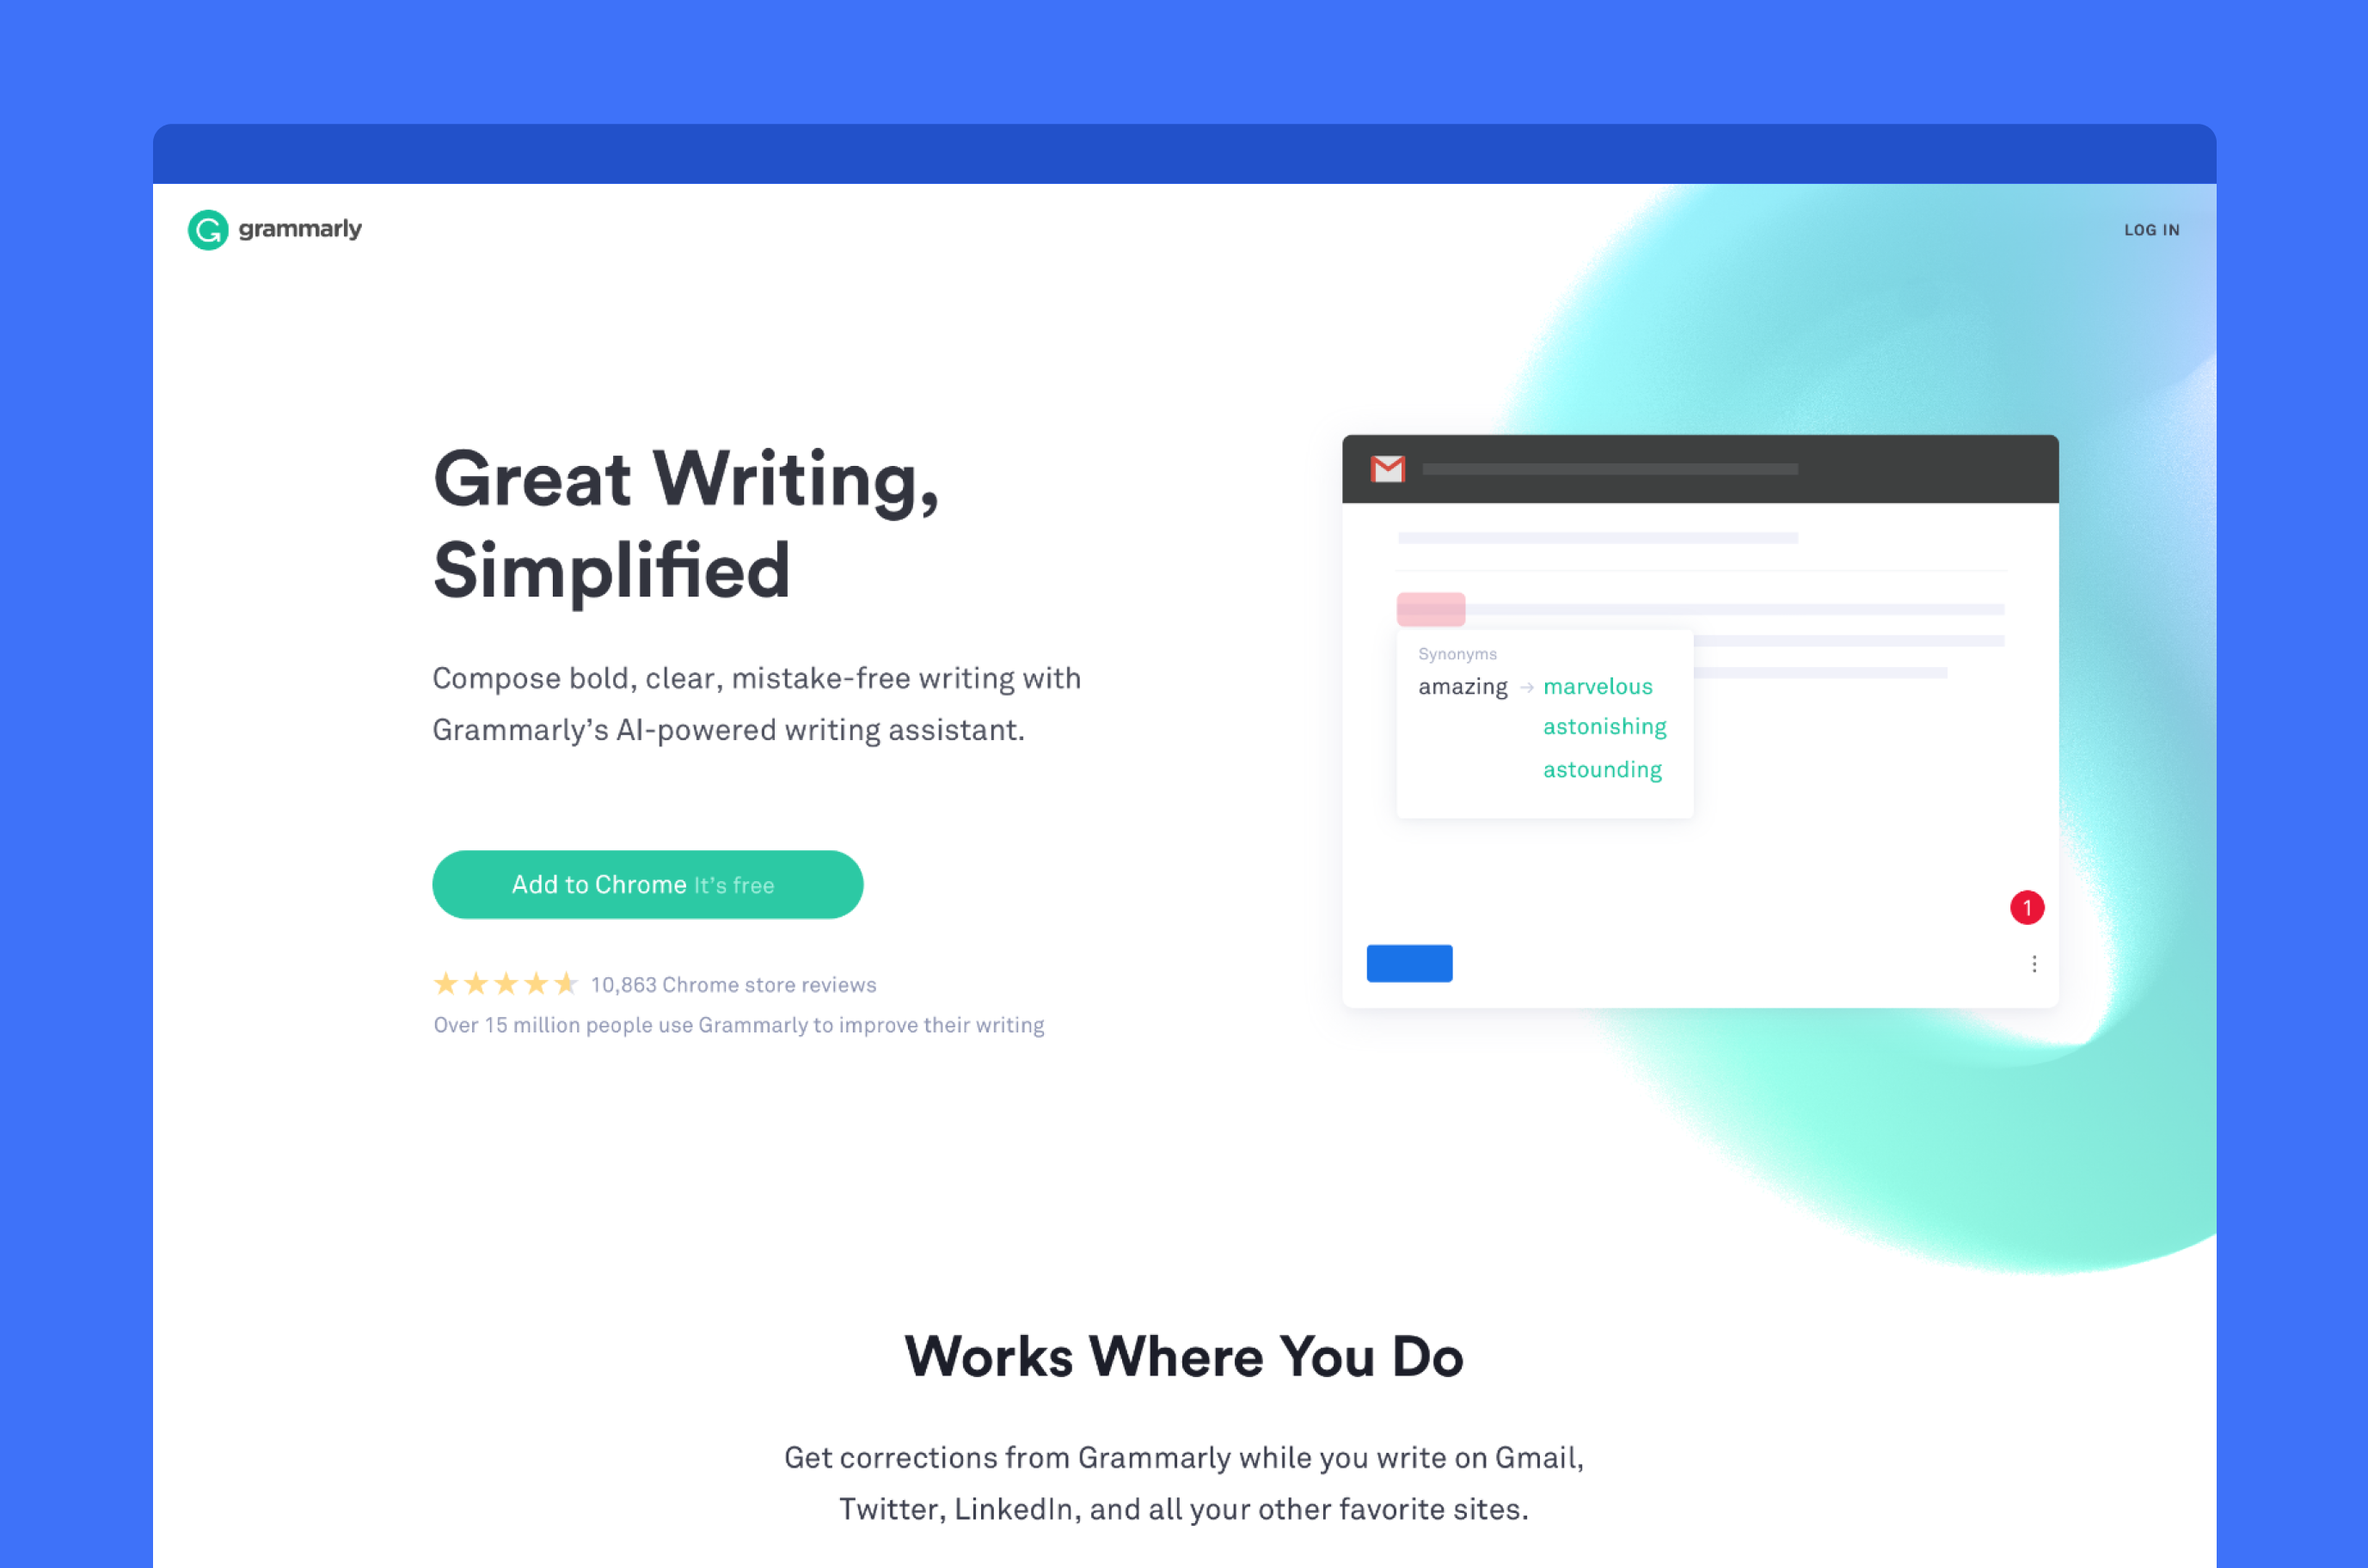 grammarly
LOG IN
Great Writing,
Simplified
Compose bold, clear, mistake-free writing with
Grammarly’s AI-powered writing assistant.
Add to Chrome It’s free
10,863 Chrome store reviews
Over 15 million people use Grammarly to improve their writing
Synonyms
amazing → marvelous
astonishing
astounding
1
Works Where You Do
Get corrections from Grammarly while you write on Gmail,
Twitter, LinkedIn, and all your other favorite sites.